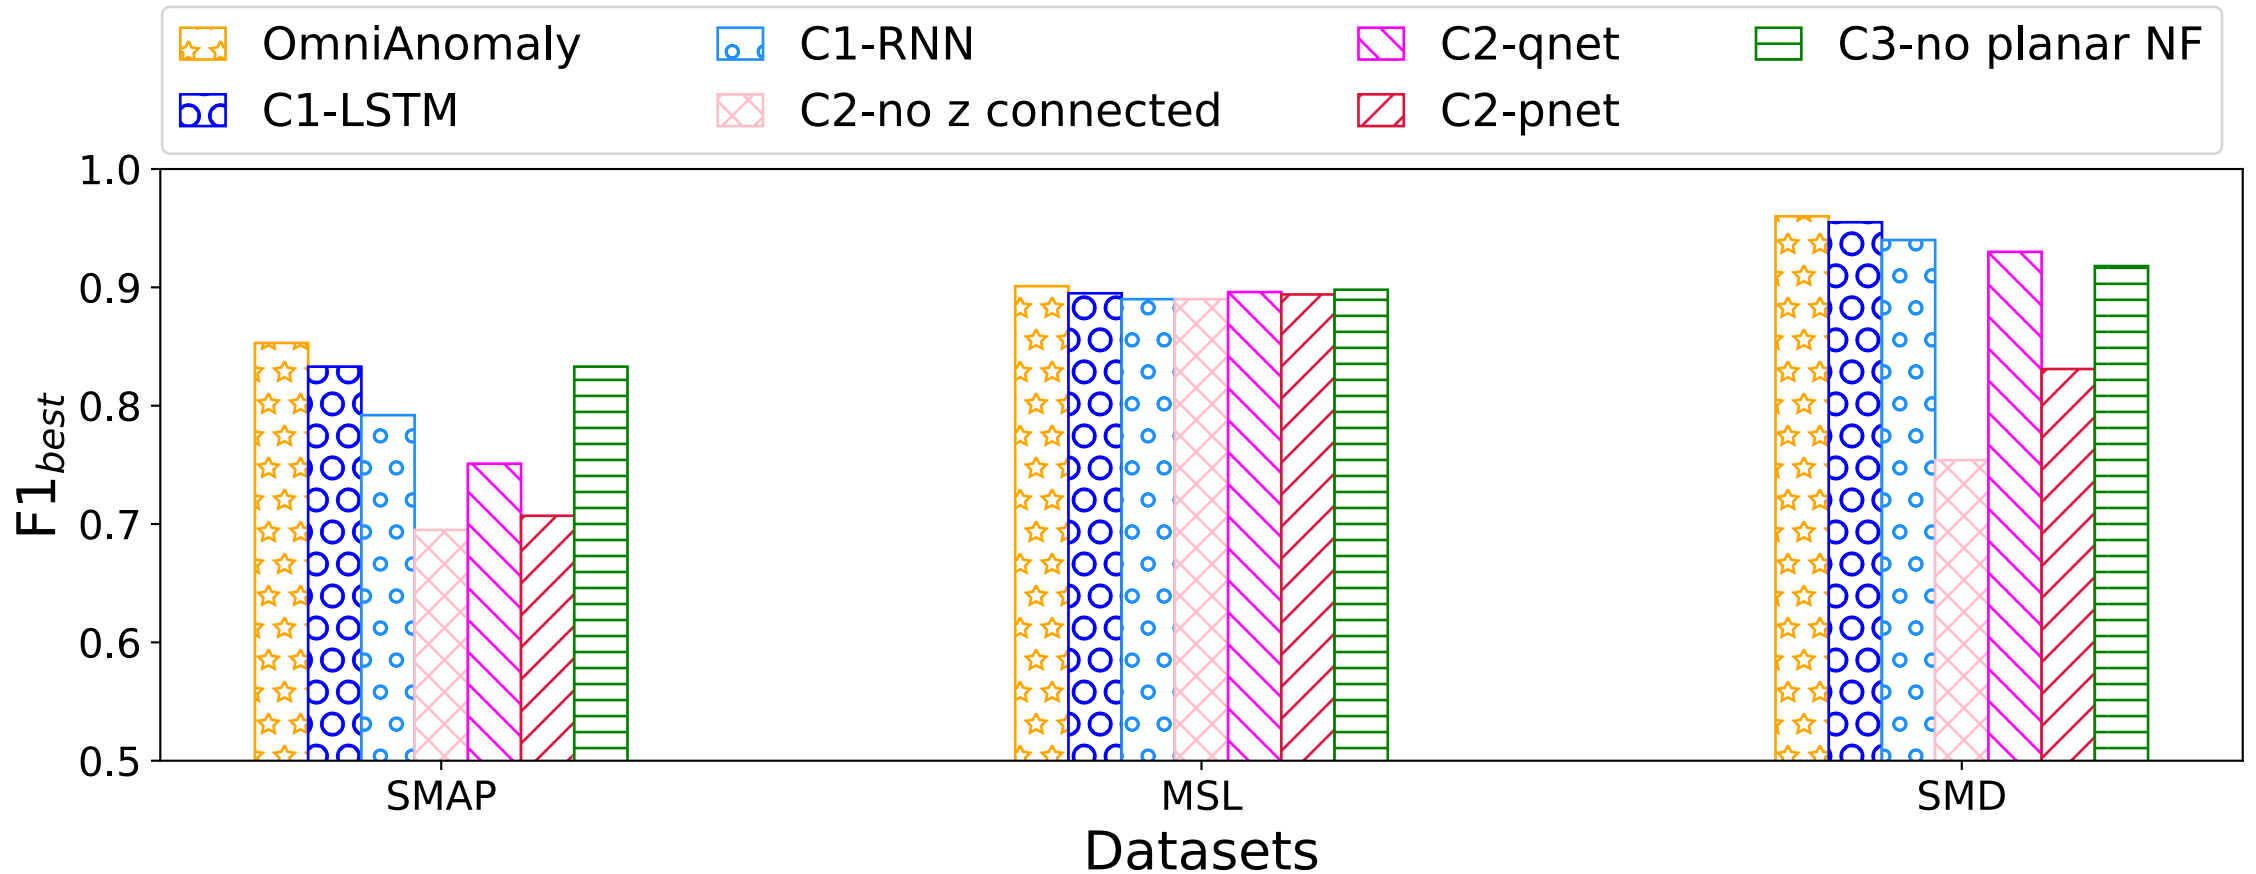 OmniAnomaly C1-RNN C2-qnet C3-no planar NF
C1-LSTM C2-no z connected C2-pnet
1.0
0.9
0.8
0.7
0.6
0.5
F1best
SMAP MSL SMD
Datasets